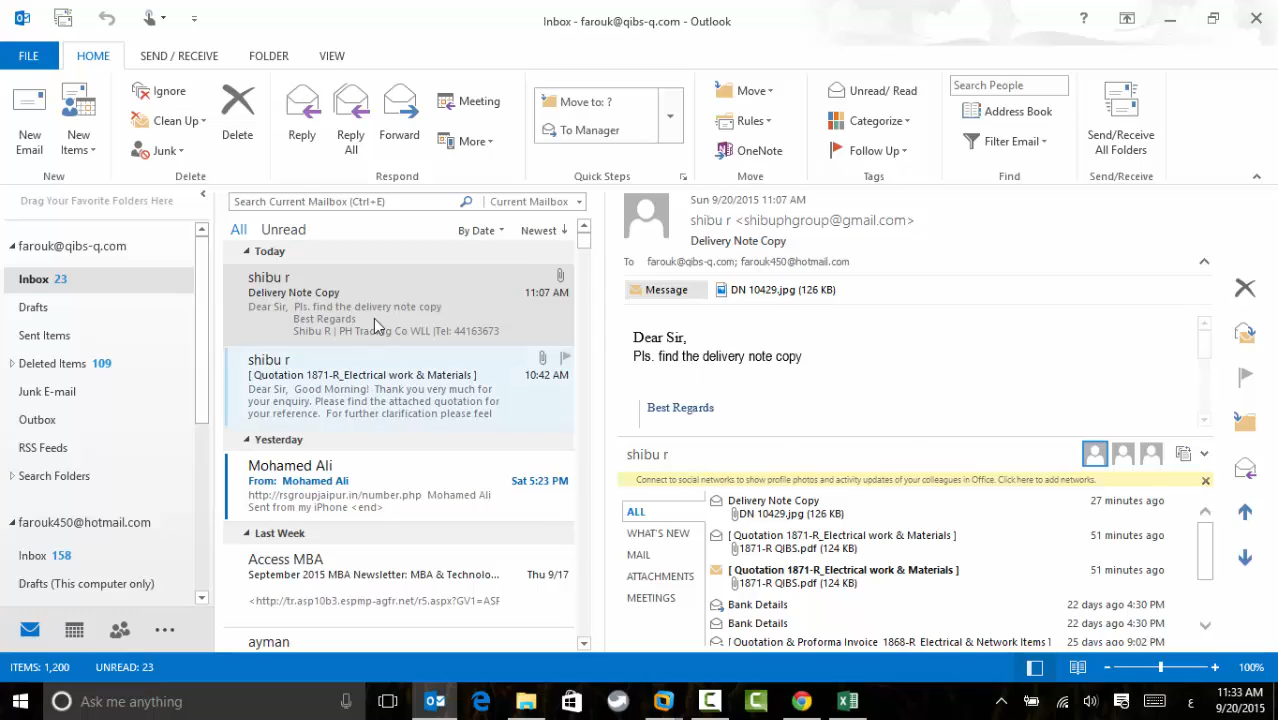 Inbox - farouk@qibs-q.com - Outlook
FILE HOME SEND / RECEIVE FOLDER VIEW
New Email
New Items
New
Ignore
Clean Up
Junk
Delete
Delete
Reply
Reply All
Forward
Meeting
More
Respond
Move to: ?
To Manager
Quick Steps
Move
Rules
OneNote
Move
Unread/ Read
Categorize
Follow Up
Tags
Search People
Address Book
Filter Email
Find
Send/Receive All Folders
Send/Receive
Drag Your Favorite Folders Here
farouk@qibs-q.com
Inbox 23
Drafts
Sent Items
Deleted Items 109
Junk E-mail
Outbox
RSS Feeds
Search Folders
farouk450@hotmail.com
Inbox 158
Drafts (This computer only)
Search Current Mailbox (Ctrl+E) Current Mailbox
All Unread By Date Newest
Today
shibu r
Delivery Note Copy 11:07 AM
Dear Sir, Pls. find the delivery note copy
Best Regards
Shibu R | PH Trading Co WLL |Tel: 44163673
shibu r
[ Quotation 1871-R_Electrical work & Materials ] 10:42 AM
Dear Sir, Good Morning! Thank you very much for
your enquiry. Please find the attached quotation for
your reference. For further clarification please feel
Yesterday
Mohamed Ali
From: Mohamed Ali Sat 5:23 PM
http://rsgroupjaipur.in/number.php Mohamed Ali
Sent from my iPhone <end>
Last Week
Access MBA
September 2015 MBA Newsletter: MBA & Technolo... Thu 9/17
<http://tr.asp10b3.espmp-agfr.net/r5.aspx?GV1=ASF
ayman
Sun 9/20/2015 11:07 AM
shibu r <shibuphgroup@gmail.com>
Delivery Note Copy
To farouk@qibs-q.com; farouk450@hotmail.com
Message DN 10429.jpg (126 KB)
Dear Sir,
Pls. find the delivery note copy
Best Regards
shibu r
Connect to social networks to show profile photos and activity updates of your colleagues in Office. Click here to add networks.
ALL
WHAT'S NEW
MAIL
ATTACHMENTS
MEETINGS
Delivery Note Copy 27 minutes ago
DN 10429.jpg (126 KB)
[ Quotation 1871-R_Electrical work & Materials ] 51 minutes ago
1871-R QIBS.pdf (124 KB)
[ Quotation 1871-R_Electrical work & Materials ] 51 minutes ago
1871-R QIBS.pdf (124 KB)
Bank Details 22 days ago 4:30 PM
Bank Details 22 days ago 4:30 PM
[ Quotation & Proforma Invoice 1868-R_Electrical & Network Items ] 25 days ago 9:02 PM
ITEMS: 1,200 UNREAD: 23 100%
Ask me anything
ع
11:33 AM
9/20/2015